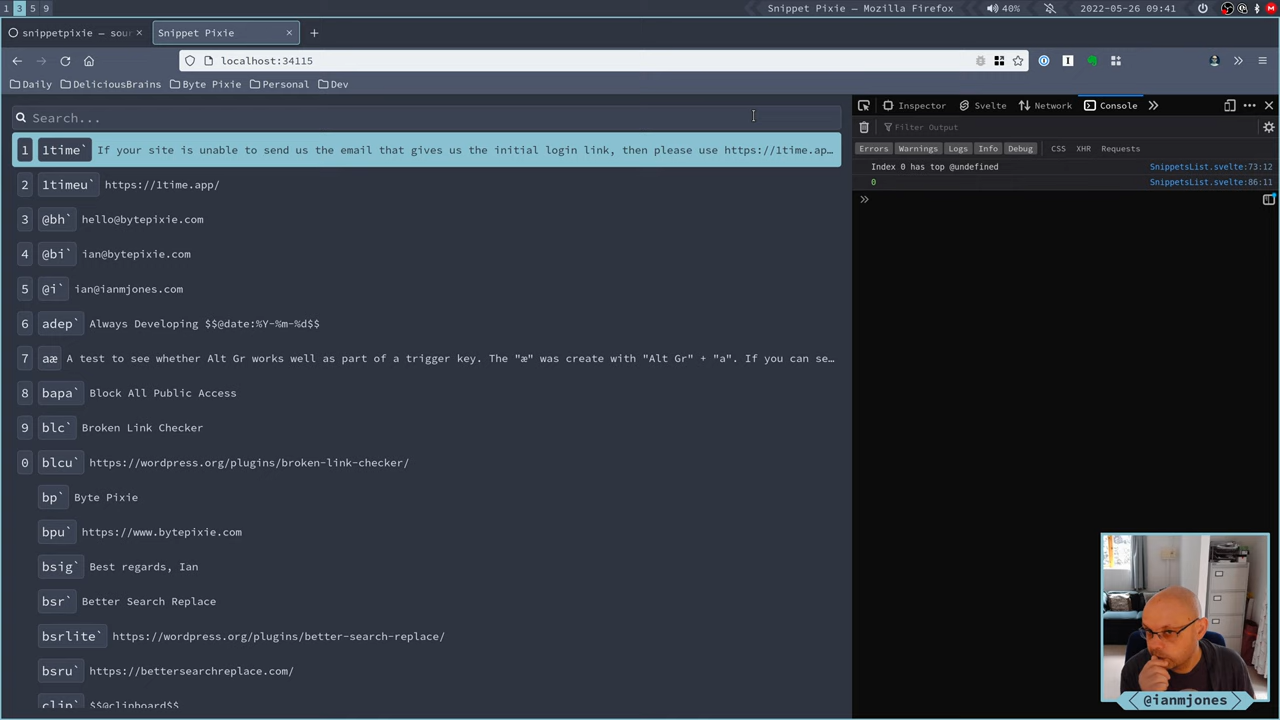 1 3 5 9
Snippet Pixie — Mozilla Firefox
40%
2022-05-26 09:41
snippetpixie — sour
Snippet Pixie
localhost:34115
Daily DeliciousBrains Byte Pixie Personal Dev
Search...
1 1time` If your site is unable to send us the email that gives us the initial login link, then please use https://1time.ap…
2 1timeu` https://1time.app/
3 @bh` hello@bytepixie.com
4 @bi` ian@bytepixie.com
5 @i` ian@ianmjones.com
6 adep` Always Developing $$@date:%Y-%m-%d$$
7 aæ A test to see whether Alt Gr works well as part of a trigger key. The "æ" was create with "Alt Gr" + "a". If you can se…
8 bapa` Block All Public Access
9 blc` Broken Link Checker
0 blcu` https://wordpress.org/plugins/broken-link-checker/
bp` Byte Pixie
bpu` https://www.bytepixie.com
bsig` Best regards, Ian
bsr` Better Search Replace
bsrlite` https://wordpress.org/plugins/better-search-replace/
bsru` https://bettersearchreplace.com/
clip` $$@clipboard$$
Inspector Svelte Network Console
Filter Output
Errors Warnings Logs Info Debug CSS XHR Requests
Index 0 has top @undefined SnippetsList.svelte:73:12
0 SnippetsList.svelte:86:11
@ianmjones